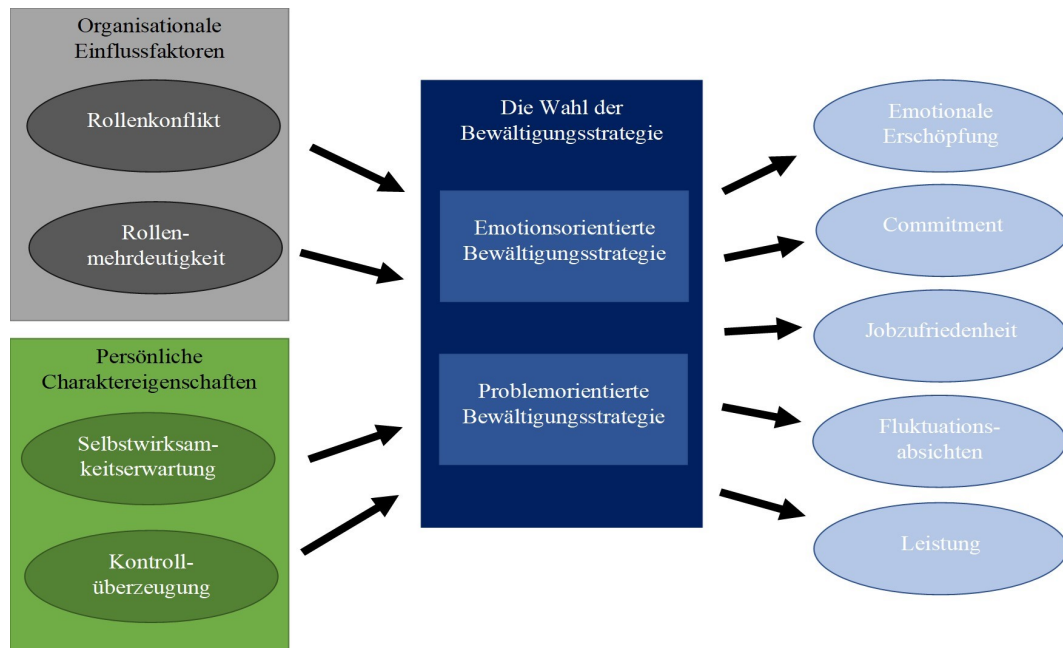 Organisationale
Einflussfaktoren
Rollenkonflikt
Rollen-
mehrdeutigkeit
Persönliche
Charaktereigenschaften
Selbstwirksam-
keitserwartung
Kontroll-
überzeugung
Die Wahl der
Bewältigungsstrategie
Emotionsorientierte
Bewältigungsstrategie
Problemorientierte
Bewältigungsstrategie
Emotionale
Erschöpfung
Commitment
Jobzufriedenheit
Fluktuations-
absichten
Leistung